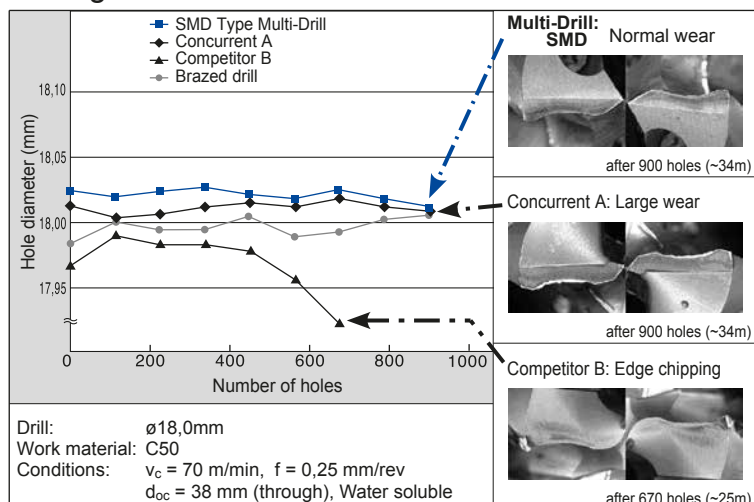 SMD Type Multi-Drill
Concurrent A
Competitor B
Brazed drill
Hole diameter (mm)
18,10
18,05
18,00
17,95
0 200 400 600 800 1000
Number of holes
Multi-Drill: Normal wear
SMD
after 900 holes (~34m)
Concurrent A: Large wear
after 900 holes (~34m)
Competitor B: Edge chipping
after 670 holes (~25m)
Drill: ø18,0mm
Work material: C50
Conditions: vc = 70 m/min, f = 0,25 mm/rev
doc = 38 mm (through), Water soluble